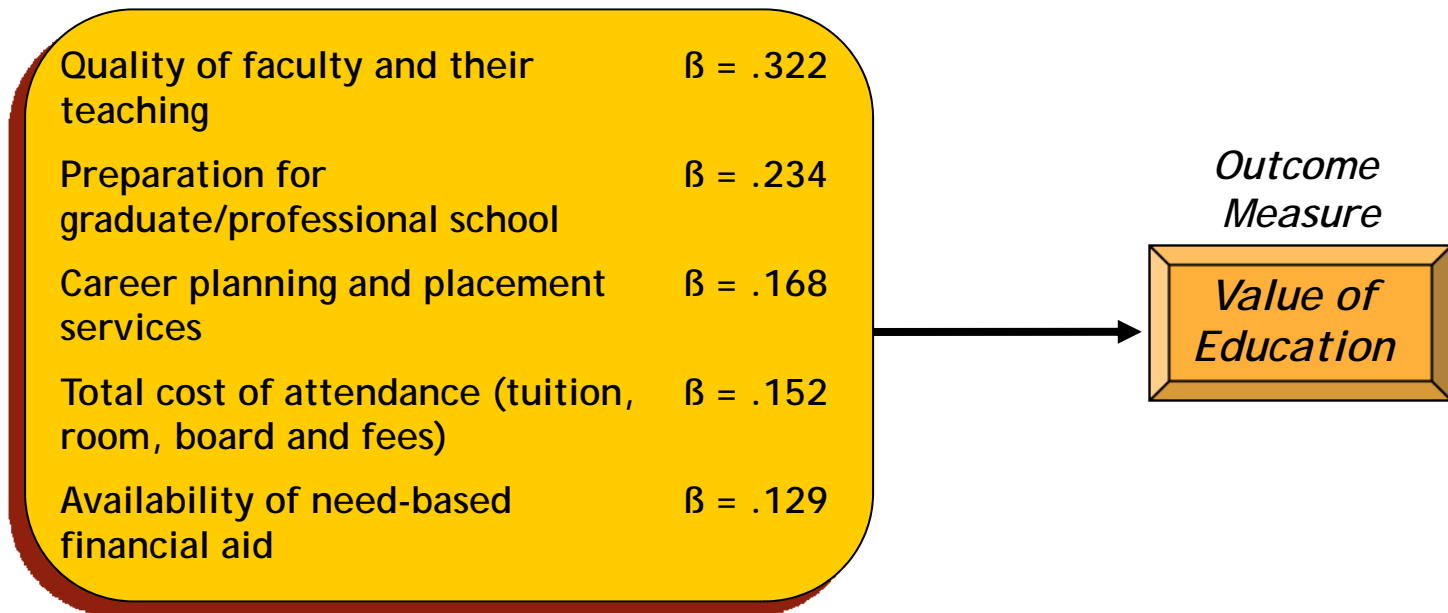 Quality of faculty and their ß = .322
teaching
Preparation for ß = .234
graduate/professional school
Career planning and placement ß = .168
services
Total cost of attendance (tuition, ß = .152
room, board and fees)
Availability of need-based ß = .129
financial aid
Outcome
Measure
Value of
Education